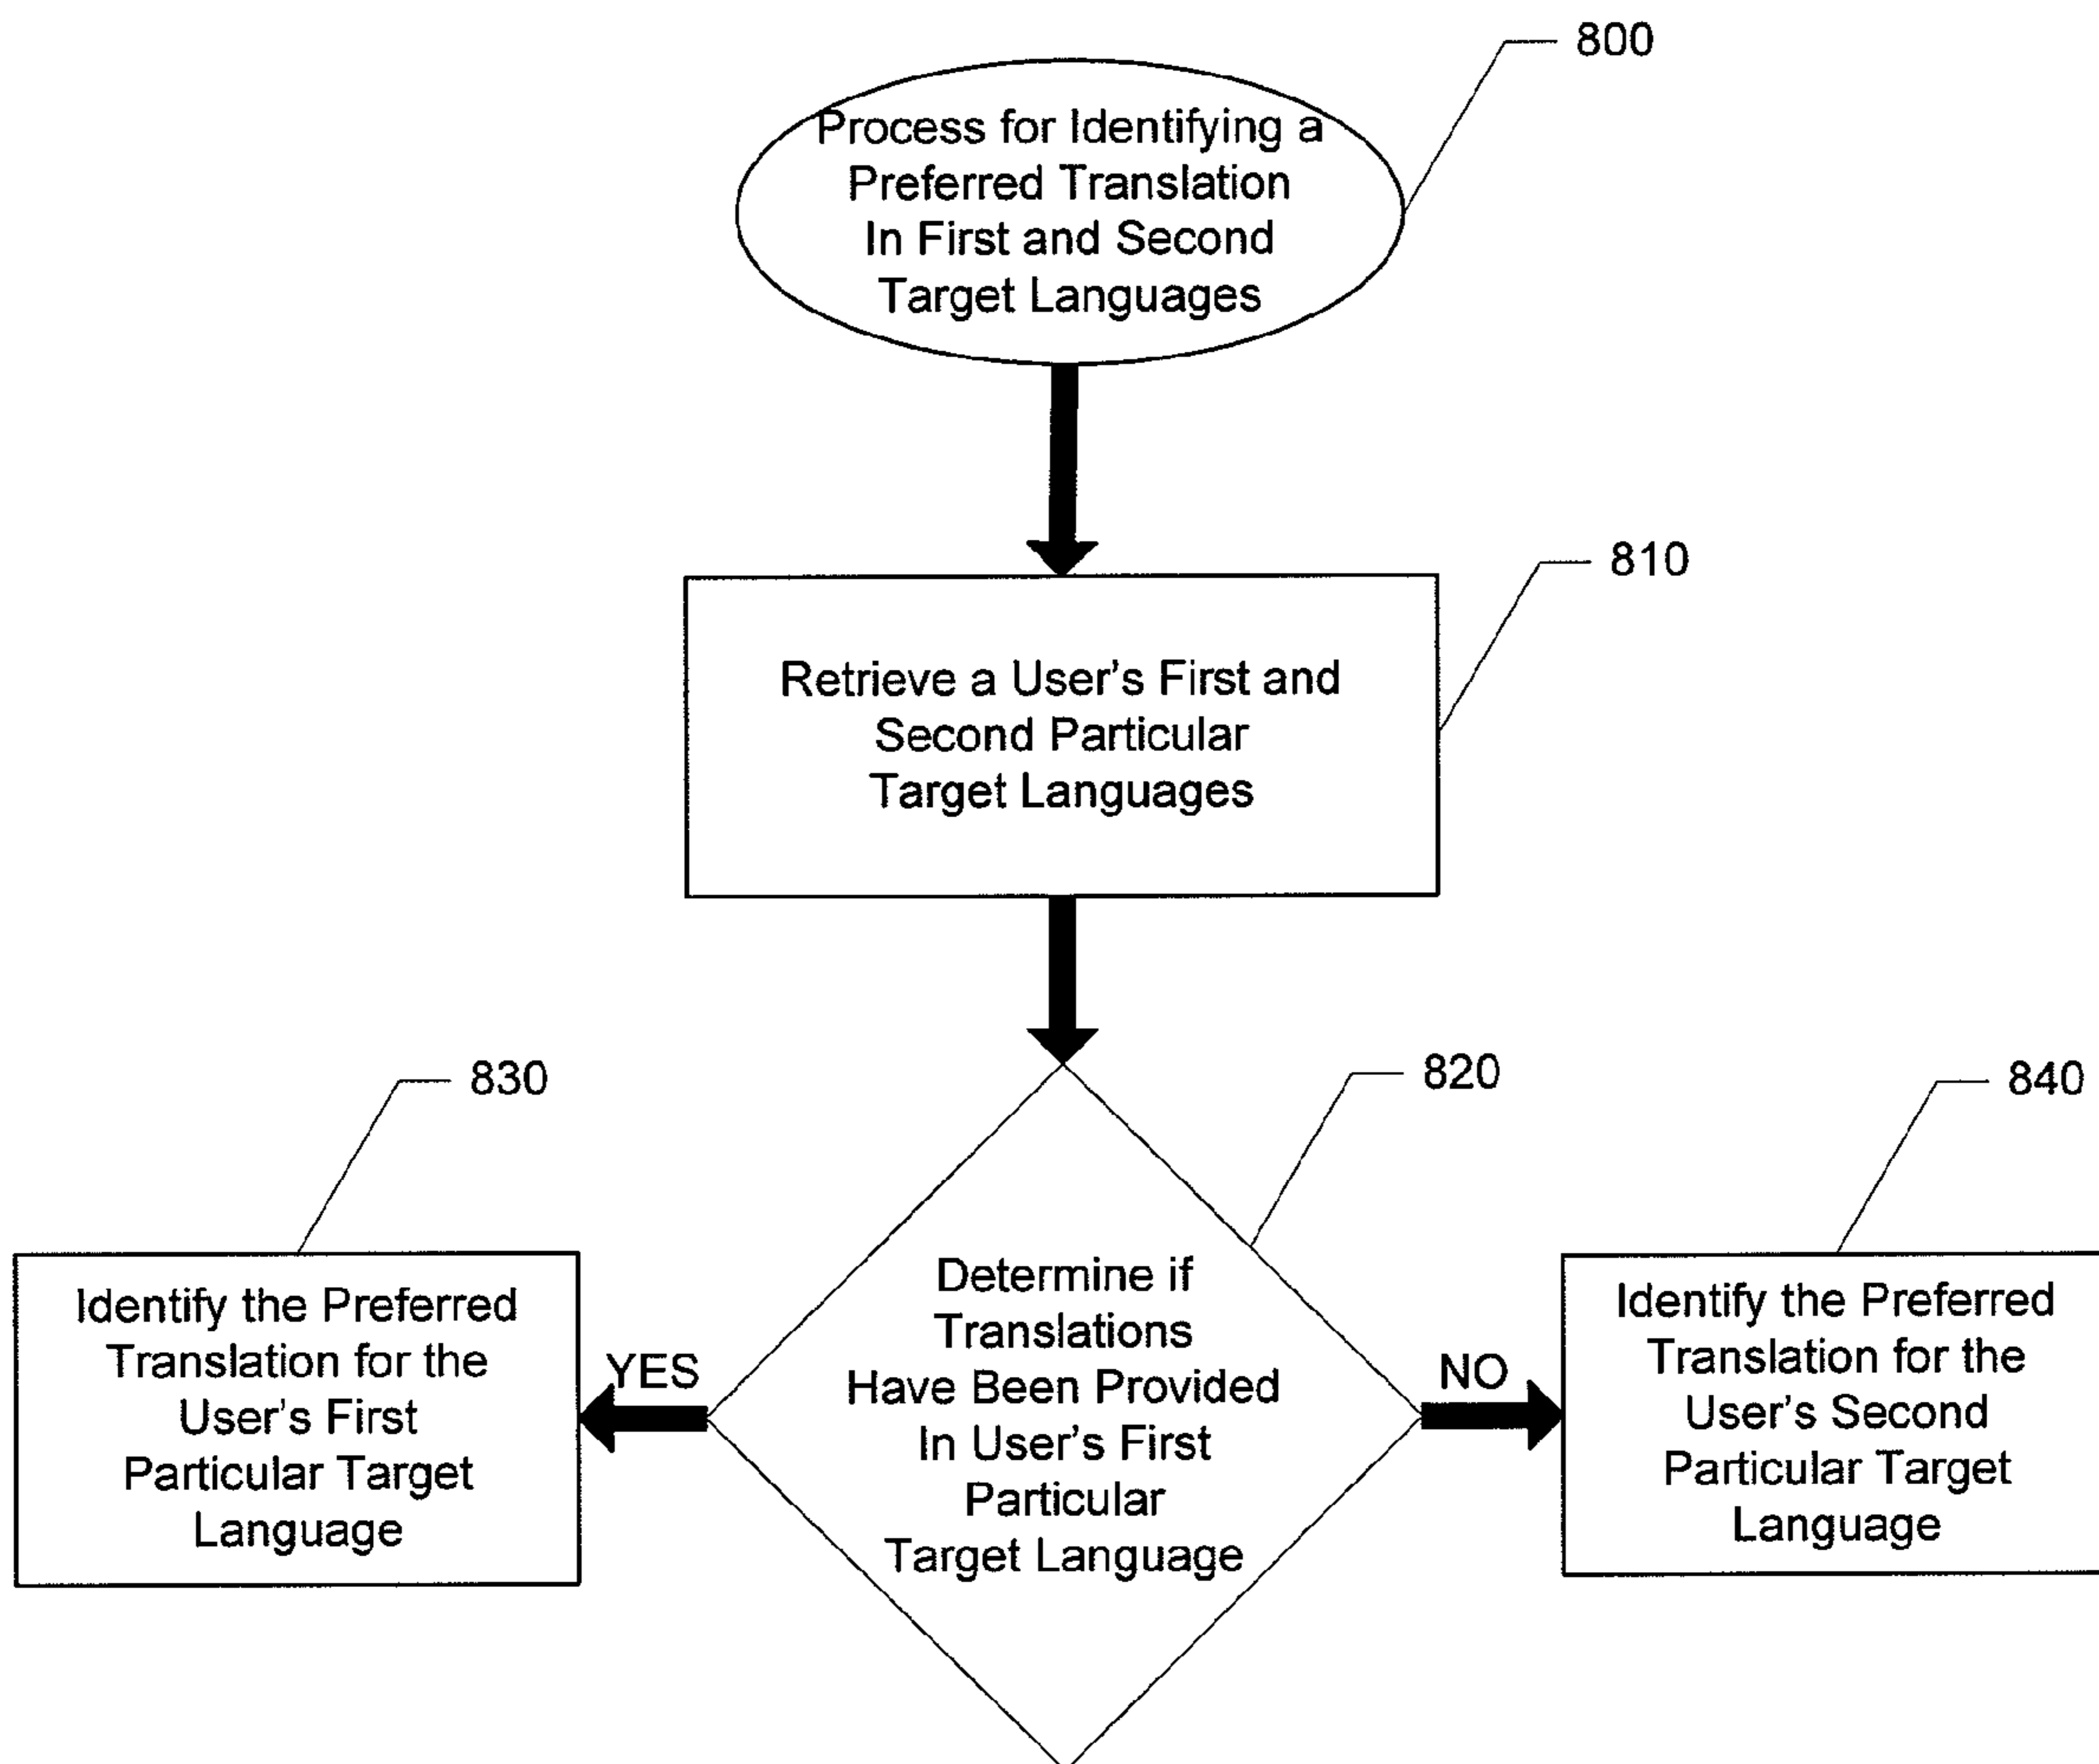 800
Process for Identifying a
Preferred Translation
In First and Second
Target Languages
810
Retrieve a User's First and
Second Particular
Target Languages
820
Determine if
Translations
Have Been Provided
In User's First
Particular
Target Language
YES
830
Identify the Preferred
Translation for the
User's First
Particular Target
Language
NO
840
Identify the Preferred
Translation for the
User's Second
Particular Target
Language